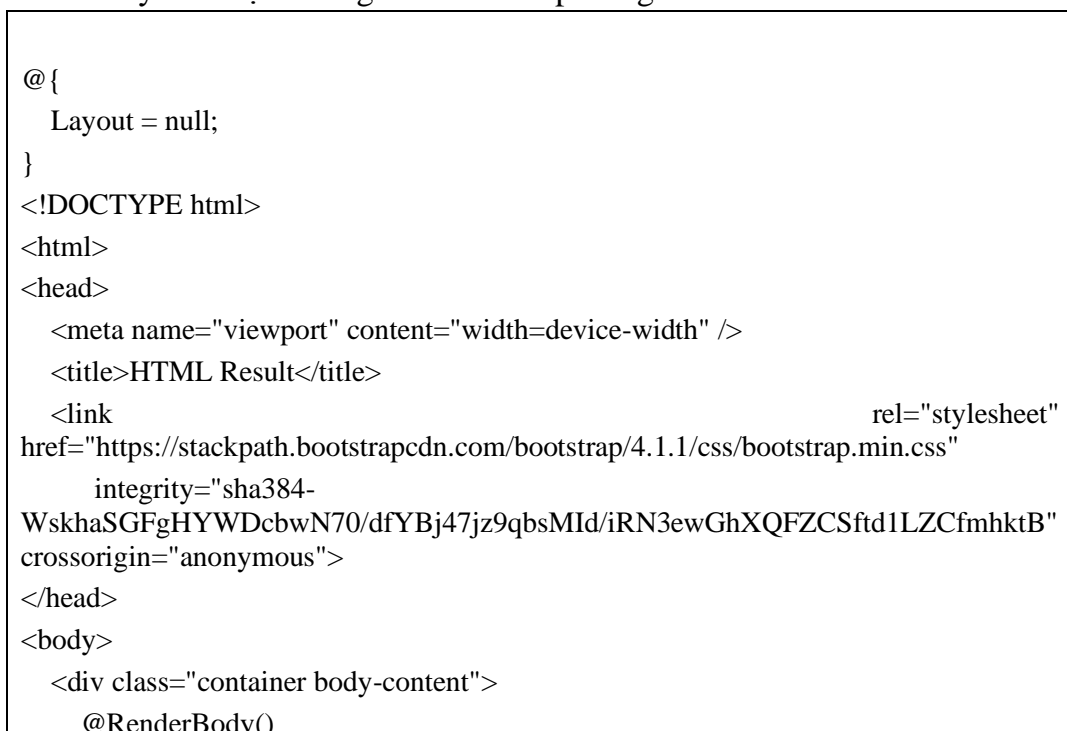 @{
Layout = null;
}
<!DOCTYPE html>
<html>
<head>
<meta name="viewport" content="width=device-width" />
<title>HTML Result</title>
<link rel="stylesheet"
href="https://stackpath.bootstrapcdn.com/bootstrap/4.1.1/css/bootstrap.min.css"
integrity="sha384-
WskhaSGFgHYWDcbwN70/dfYBj47jz9qbsMId/iRN3ewGhXQFZCSftd1LZCfmhktB"
crossorigin="anonymous">
</head>
<body>
<div class="container body-content">
@RenderBody()